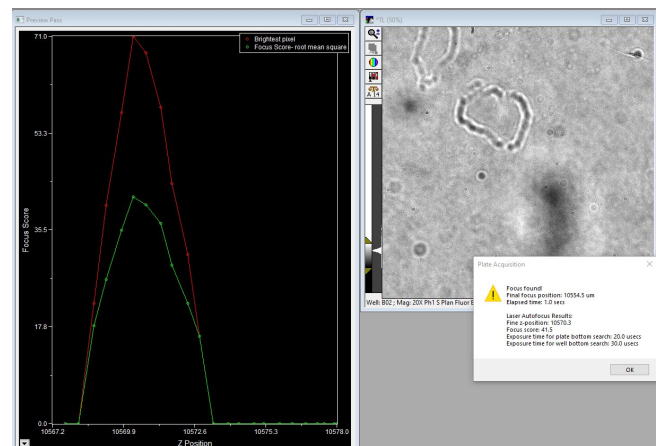 Preview Pass
71.0
53.3
35.5
17.8
0.0
Focus Score
Brightest pixel
Focus Score- root mean square
10567.2
10569.9
10572.6
10575.3
10578.0
Z Position
TL (50%)
A 14
Well: B02 ; Mag: 20X Ph1 S Plan Fluor
Plate Acquisition
Focus found!
Final focus position: 10554.5 um
Elapsed time: 1.0 secs
Laser Autofocus Results:
Fine z-position: 10570.3
Focus score: 41.5
Exposure time for plate bottom search: 20.0 usecs
Exposure time for well bottom search: 30.0 usecs
OK